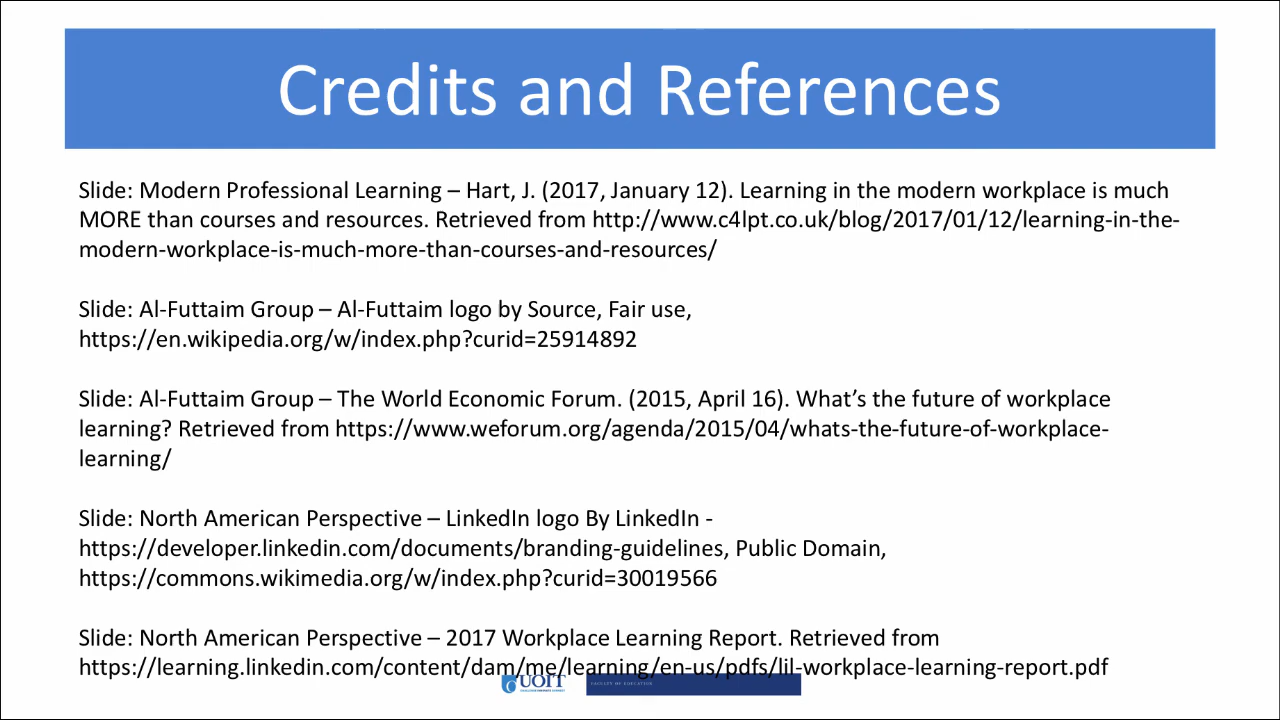 Credits and References
Slide: Modern Professional Learning – Hart, J. (2017, January 12). Learning in the modern workplace is much
MORE than courses and resources. Retrieved from http://www.c4lpt.co.uk/blog/2017/01/12/learning-in-the-
modern-workplace-is-much-more-than-courses-and-resources/
Slide: Al-Futtaim Group – Al-Futtaim logo by Source, Fair use,
https://en.wikipedia.org/w/index.php?curid=25914892
Slide: Al-Futtaim Group – The World Economic Forum. (2015, April 16). What’s the future of workplace
learning? Retrieved from https://www.weforum.org/agenda/2015/04/whats-the-future-of-workplace-
learning/
Slide: North American Perspective – LinkedIn logo By LinkedIn -
https://developer.linkedin.com/documents/branding-guidelines, Public Domain,
https://commons.wikimedia.org/w/index.php?curid=30019566
Slide: North American Perspective – 2017 Workplace Learning Report. Retrieved from
https://learning.linkedin.com/content/dam/me/learning/en-us/pdfs/lil-workplace-learning-report.pdf
UOIT
FACULTY OF EDUCATION